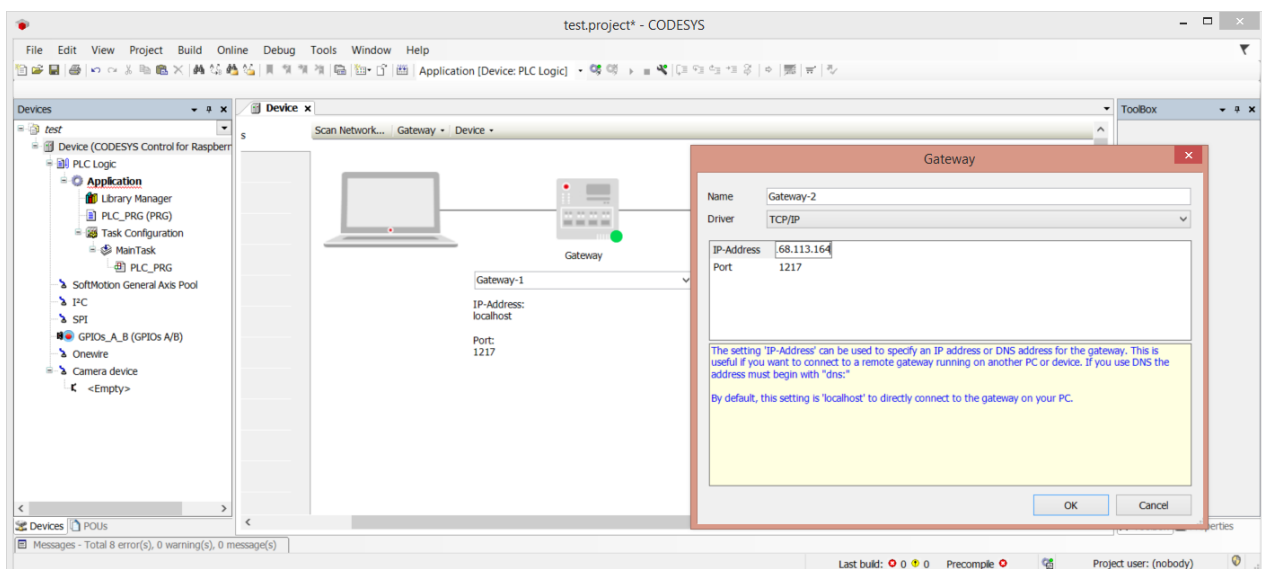 test.project* - CODESYS
File Edit View Project Build Online Debug Tools Window Help
Application [Device: PLC Logic]
Devices
test
Device (CODESYS Control for Raspberr
PLC Logic
Application
Library Manager
PLC_PRG (PRG)
Task Configuration
MainTask
PLC_PRG
SoftMotion General Axis Pool
I²C
SPI
GPIOs_A_B (GPIOs A/B)
Onewire
Camera device
<Empty>
Devices POUs
Device
s
Scan Network... Gateway Device
Gateway
Gateway-1
IP-Address:
localhost
Port:
1217
ToolBox
Gateway
Name Gateway-2
Driver TCP/IP
IP-Address .68.113.164
Port 1217
The setting 'IP-Address' can be used to specify an IP address or DNS address for the gateway. This is
useful if you want to connect to a remote gateway running on another PC or device. If you use DNS the
address must begin with "dns:"
By default, this setting is 'localhost' to directly connect to the gateway on your PC.
OK Cancel
perties
Messages - Total 8 error(s), 0 warning(s), 0 message(s)
Last build: 0 0 Precompile Project user: (nobody)